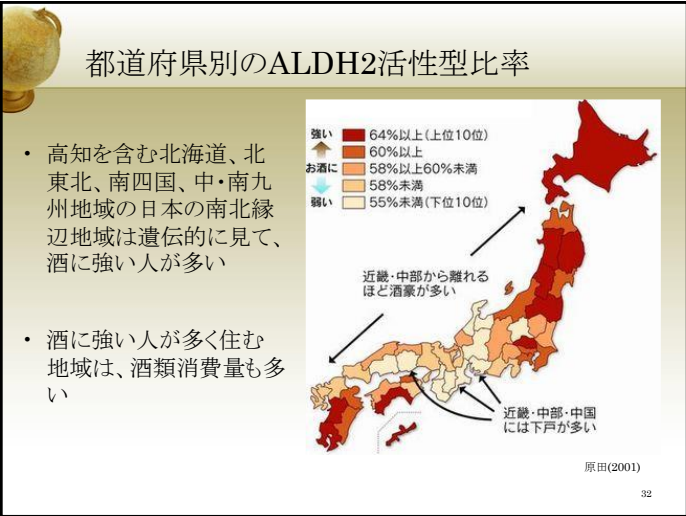 都道府県別のALDH2活性型比率
・ 高知を含む北海道、北
東北、南四国、中・南九
州地域の日本の南北縁
辺地域は遺伝的に見て、
酒に強い人が多い
・ 酒に強い人が多く住む
地域は、酒類消費量も多
い
強い
64%以上(上位10位)
60%以上
お酒に
58%以上60%未満
58%未満
弱い
55%未満(下位10位)
近畿・中部から離れる
ほど酒豪が多い
近畿・中部・中国
には下戸が多い
原田(2001)
32